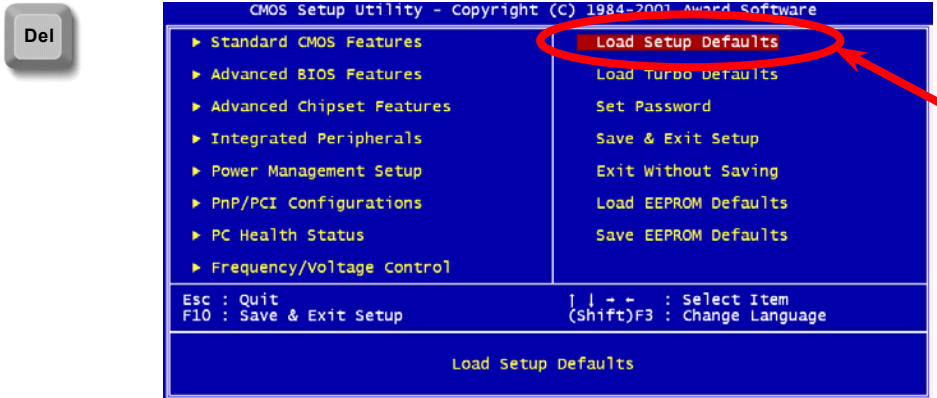 Del
CMOS Setup Utility - Copyright (C) 1984-2001 Award Software
▶ Standard CMOS Features
▶ Advanced BIOS Features
▶ Advanced Chipset Features
▶ Integrated Peripherals
▶ Power Management Setup
▶ PnP/PCI Configurations
▶ PC Health Status
▶ Frequency/Voltage Control
Load Setup Defaults
Load Turbo Defaults
Set Password
Save & Exit Setup
Exit Without Saving
Load EEPROM Defaults
Save EEPROM Defaults
Esc : Quit
F10 : Save & Exit Setup
↑ ↓ → ← : Select Item
(Shift)F3 : Change Language
Load Setup Defaults